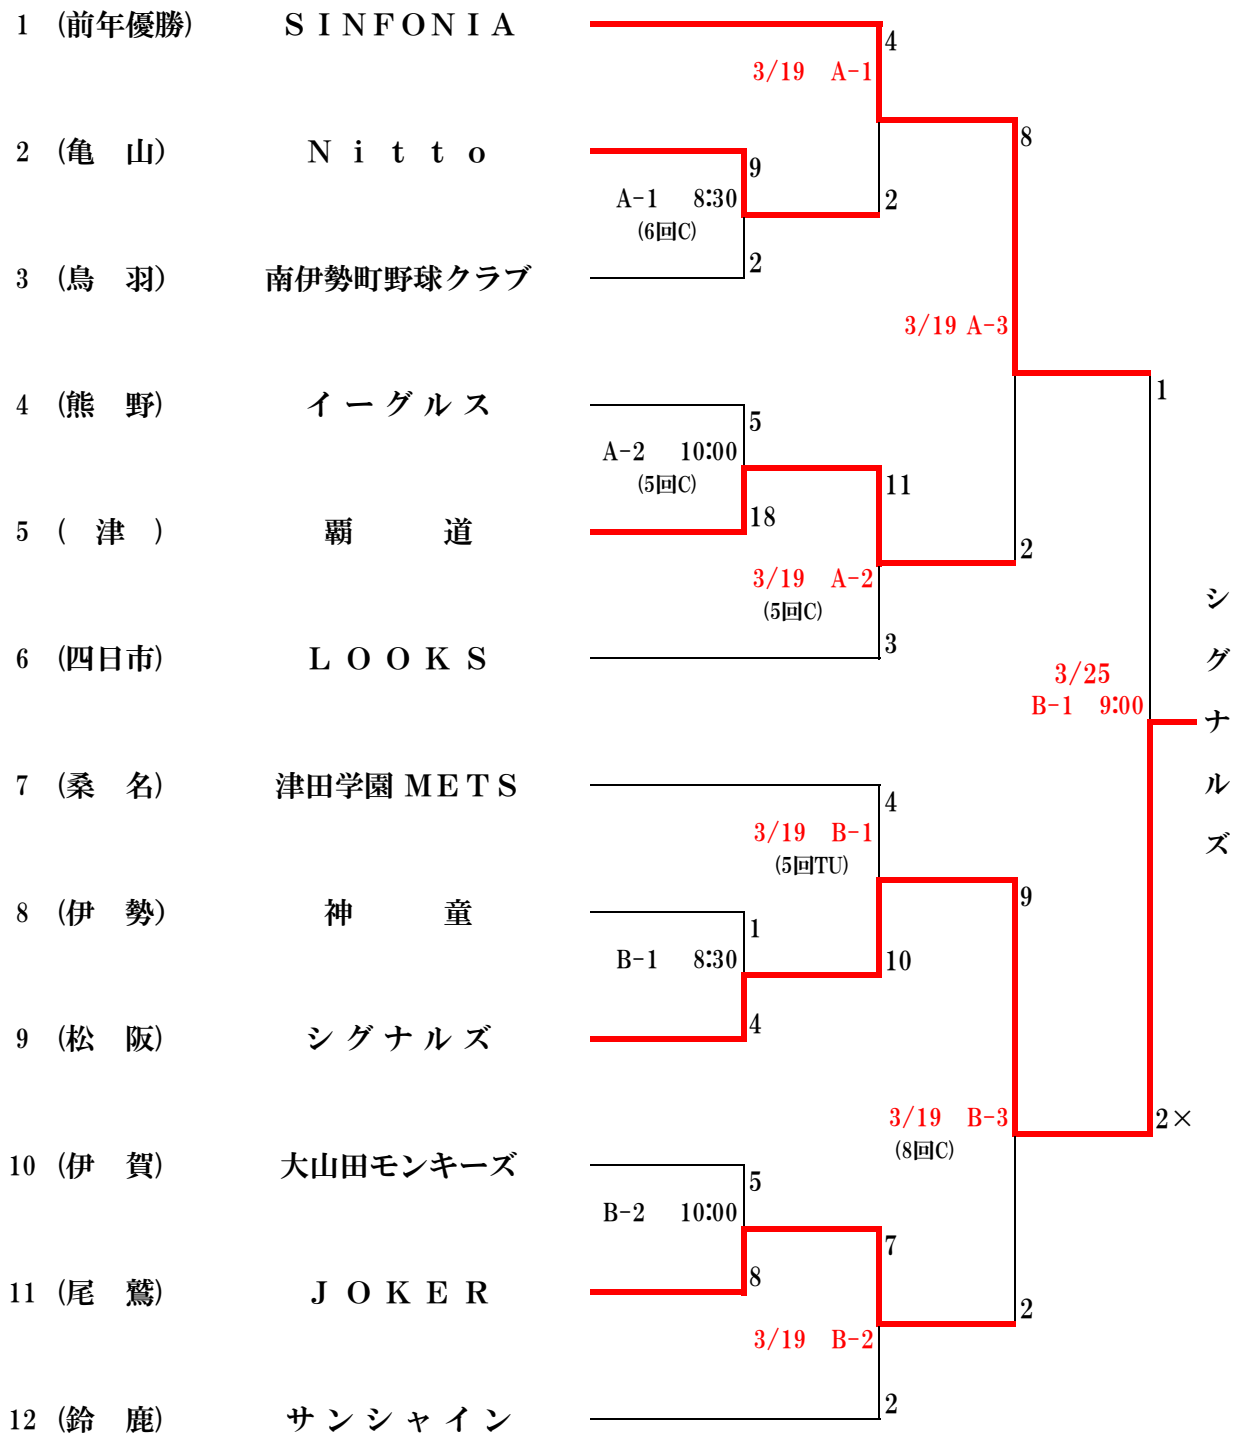 1 (前年優勝) SINFONIA
4
3/19 A-1
8
2 (亀 山) Nitto
9
A-1 8:30
2
(6回C)
2
3 (鳥 羽) 南伊勢町野球クラブ
3/19 A-3
1
4 (熊 野) イーグルス
5
A-2 10:00
(5回C)
11
18
5 ( 津 ) 覇 道
2
3/19 A-2
(5回C)
3
6 (四日市) LOOKS
3/25
B-1 9:00
シグナルズ
7 (桑 名) 津田学園 METS
4
3/19 B-1
(5回TU)
9
8 (伊 勢) 神 童
1
B-1 8:30
10
4
9 (松 阪) シグナルズ
3/19 B-3
2×
(8回C)
10 (伊 賀) 大山田モンキーズ
5
B-2 10:00
7
8
11 (尾 鷲) JOKER
2
3/19 B-2
2
12 (鈴 鹿) サンシャイン